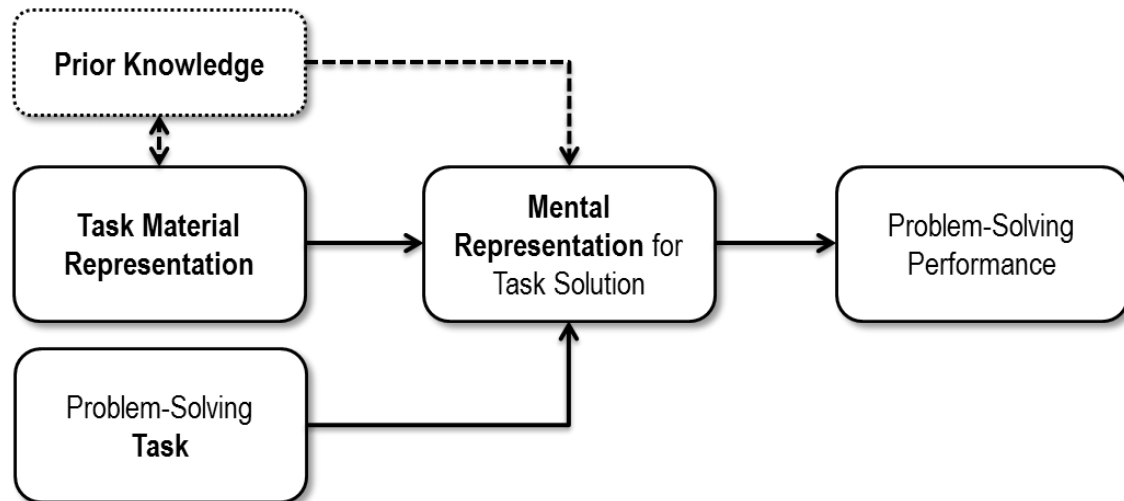 Prior Knowledge
Task Material
Representation
Mental
Representation for
Task Solution
Problem-Solving
Performance
Problem-Solving
Task